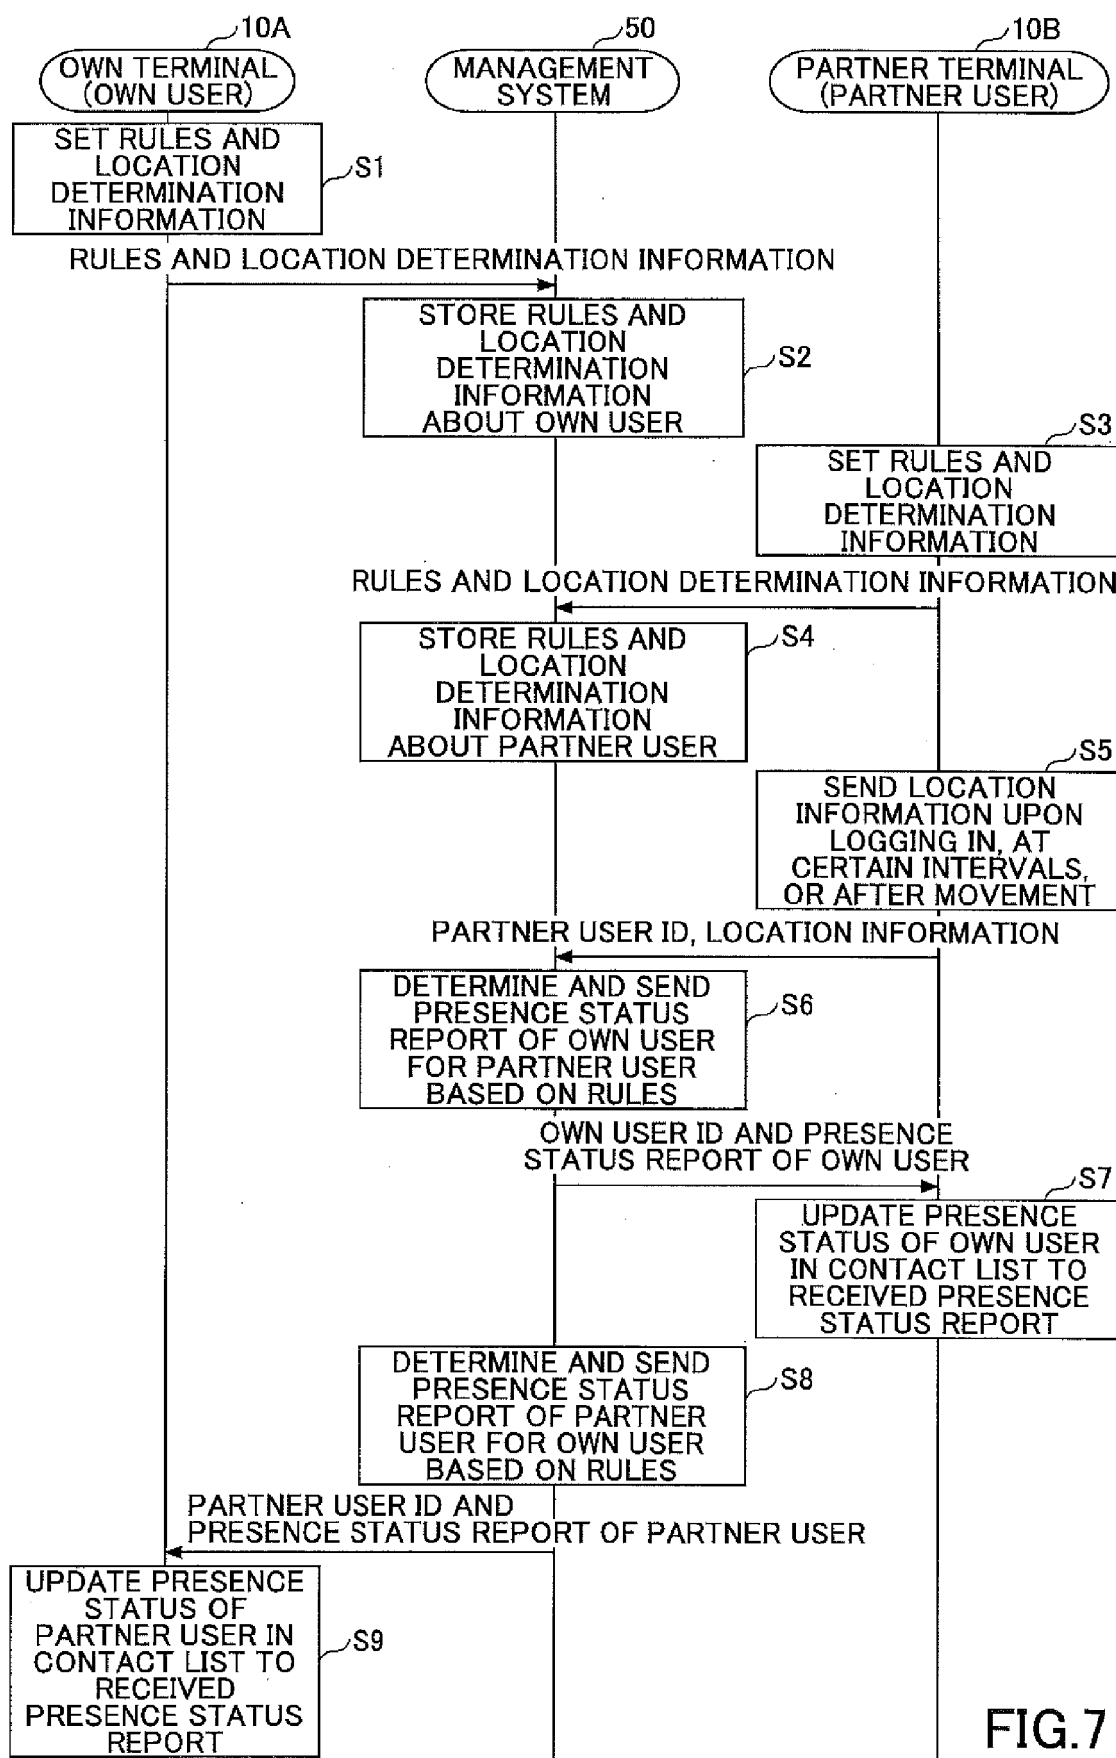 10A
50
10B
OWN TERMINAL
(OWN USER)
MANAGEMENT
SYSTEM
PARTNER TERMINAL
(PARTNER USER)
SET RULES AND
LOCATION
DETERMINATION
INFORMATION
S1
RULES AND LOCATION DETERMINATION INFORMATION
STORE RULES AND
LOCATION
DETERMINATION
INFORMATION
ABOUT OWN USER
S2
S3
SET RULES AND
LOCATION
DETERMINATION
INFORMATION
RULES AND LOCATION DETERMINATION INFORMATION
STORE RULES AND
LOCATION
DETERMINATION
INFORMATION
ABOUT PARTNER USER
S4
S5
SEND LOCATION
INFORMATION UPON
LOGGING IN, AT
CERTAIN INTERVALS,
OR AFTER MOVEMENT
PARTNER USER ID, LOCATION INFORMATION
DETERMINE AND SEND
PRESENCE STATUS
REPORT OF OWN USER
FOR PARTNER USER
BASED ON RULES
S6
OWN USER ID AND PRESENCE
STATUS REPORT OF OWN USER
S7
UPDATE PRESENCE
STATUS OF OWN USER
IN CONTACT LIST TO
RECEIVED PRESENCE
STATUS REPORT
DETERMINE AND SEND
PRESENCE STATUS
REPORT OF PARTNER
USER FOR OWN USER
BASED ON RULES
S8
PARTNER USER ID AND
PRESENCE STATUS REPORT OF PARTNER USER
UPDATE PRESENCE
STATUS OF
PARTNER USER IN
CONTACT LIST TO
RECEIVED
PRESENCE STATUS
REPORT
S9
FIG.7